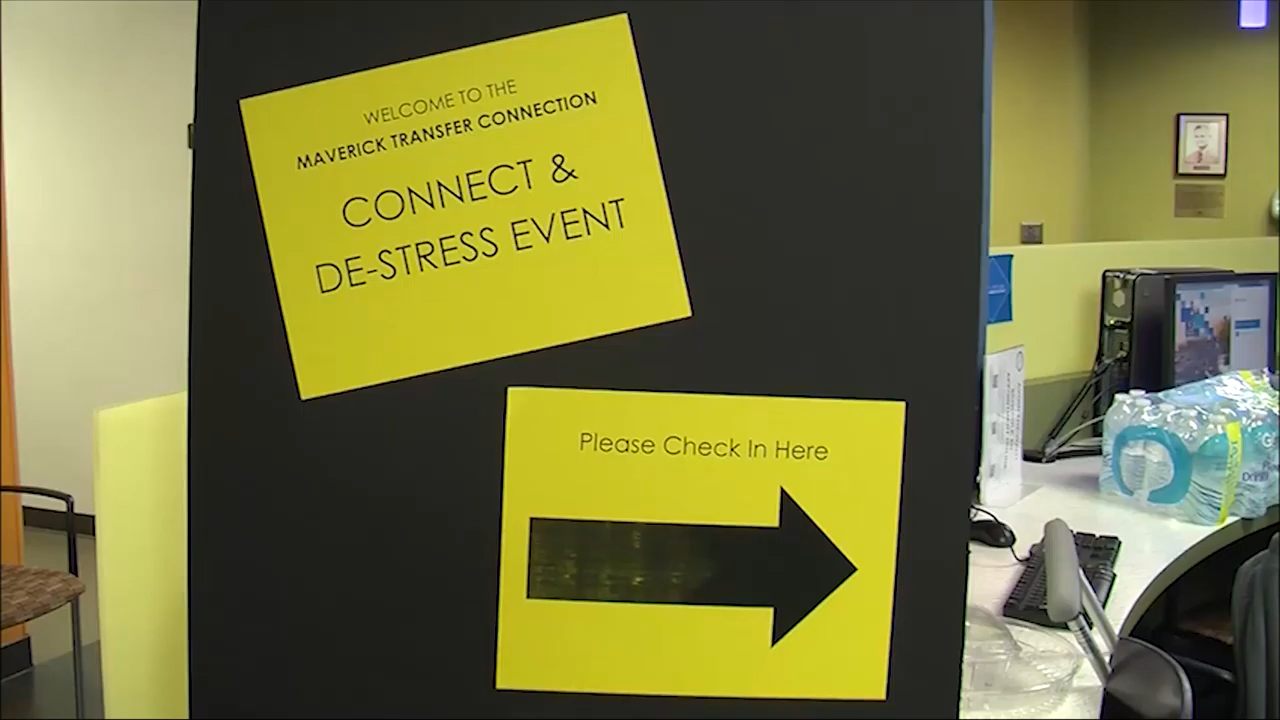 WELCOME TO THE
MAVERICK TRANSFER CONNECTION
CONNECT &
DE-STRESS EVENT
Please Check In Here